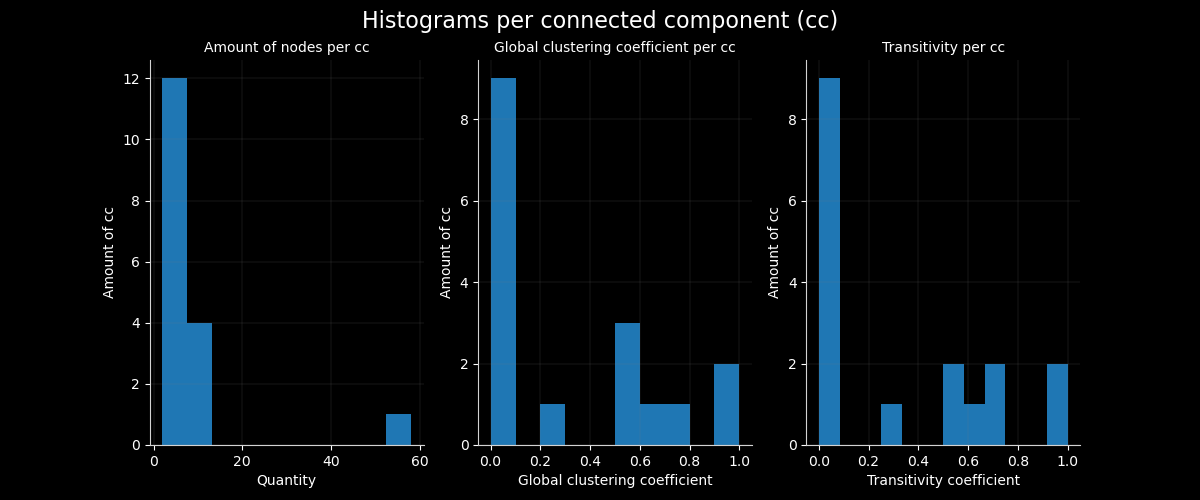 Histograms per connected component (cc)
Amount of nodes per cc
Amount of cc
12
10
8
6
4
2
0
0 20 40 60
Quantity
Global clustering coefficient per cc
Amount of cc
8
6
4
2
0
0.0 0.2 0.4 0.6 0.8 1.0
Global clustering coefficient
Transitivity per cc
Amount of cc
8
6
4
2
0
0.0 0.2 0.4 0.6 0.8 1.0
Transitivity coefficient